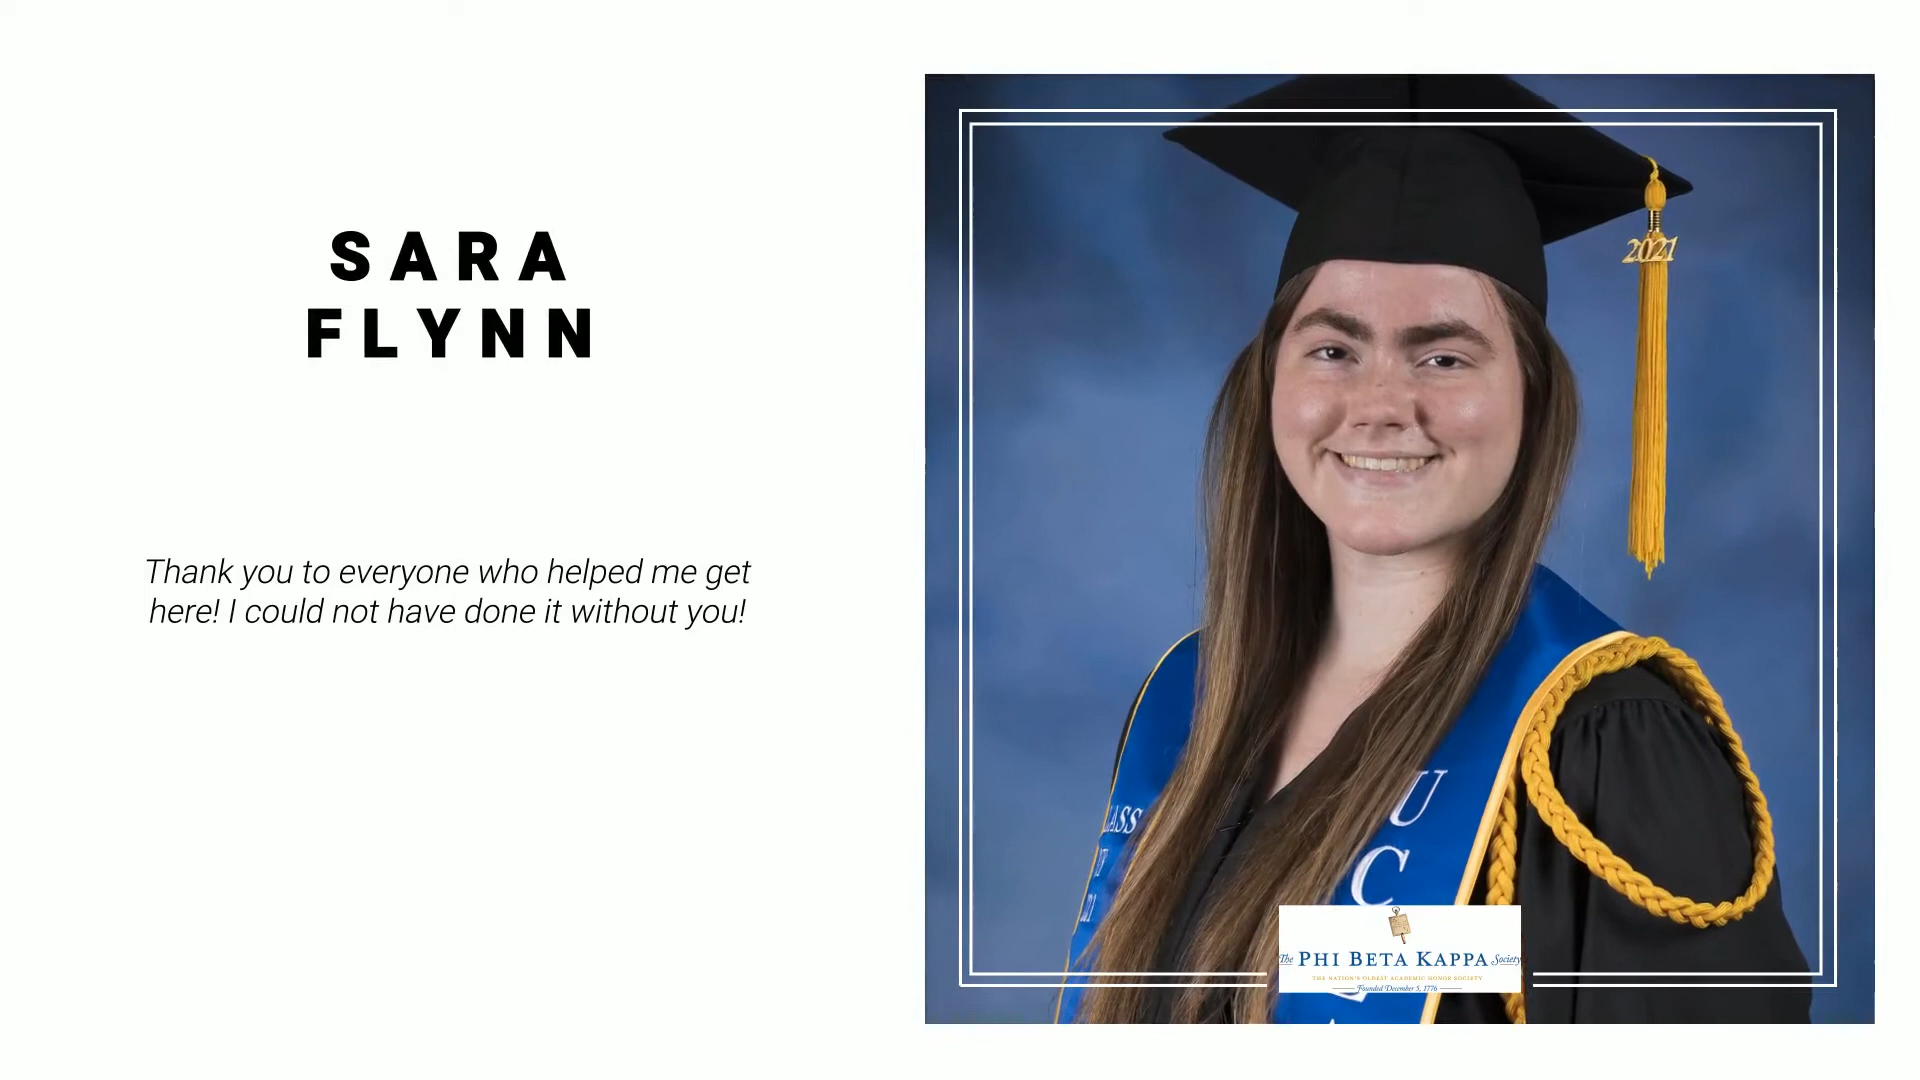 SARA
FLYNN
Thank you to everyone who helped me get
here! I could not have done it without you!
2021
U
C
The PHI BETA KAPPA Society
THE NATION'S OLDEST ACADEMIC HONOR SOCIETY
Founded December 5, 1776